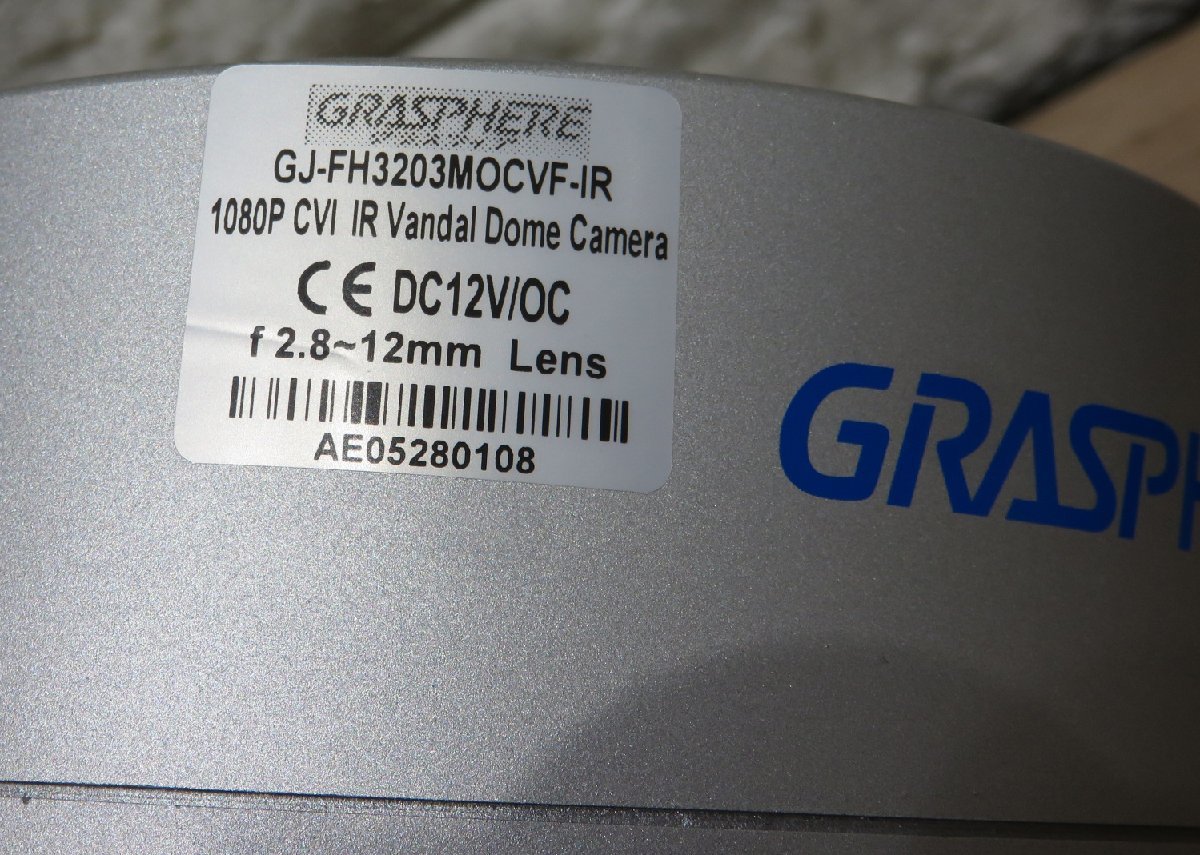 GRASPHERE
GJ-FH3203MOCVF-IR
1080P CVI IR Vandal Dome Camera
CE DC12V/OC
f 2.8~12mm Lens
AE05280108
GRASPH